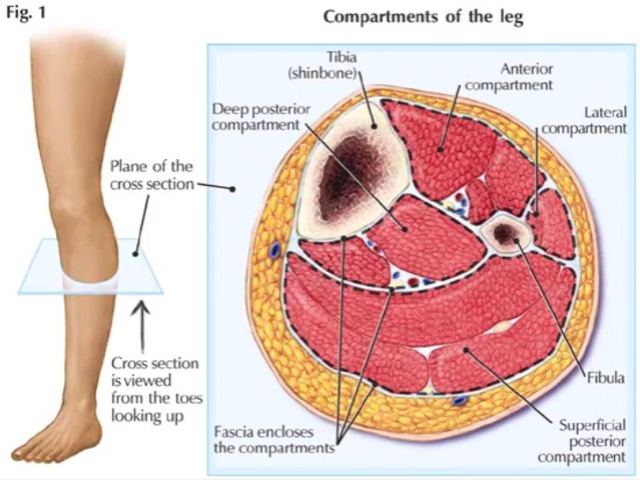 Fig. 1
Compartments of the leg
Tibia
(shinbone)
Anterior
compartment
Deep posterior
compartment
Lateral
compartment
Plane of the
cross section
Cross section
is viewed
from the toes
looking up
Fibula
Fascia encloses
the compartments
Superficial
posterior
compartment